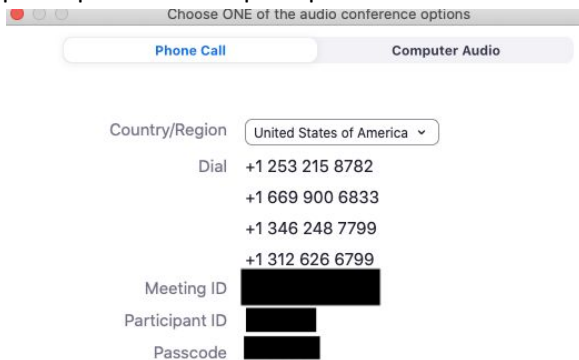 Choose ONE of the audio conference options
Phone Call Computer Audio
Country/Region United States of America
Dial +1 253 215 8782
+1 669 900 6833
+1 346 248 7799
+1 312 626 6799
Meeting ID
Participant ID
Passcode